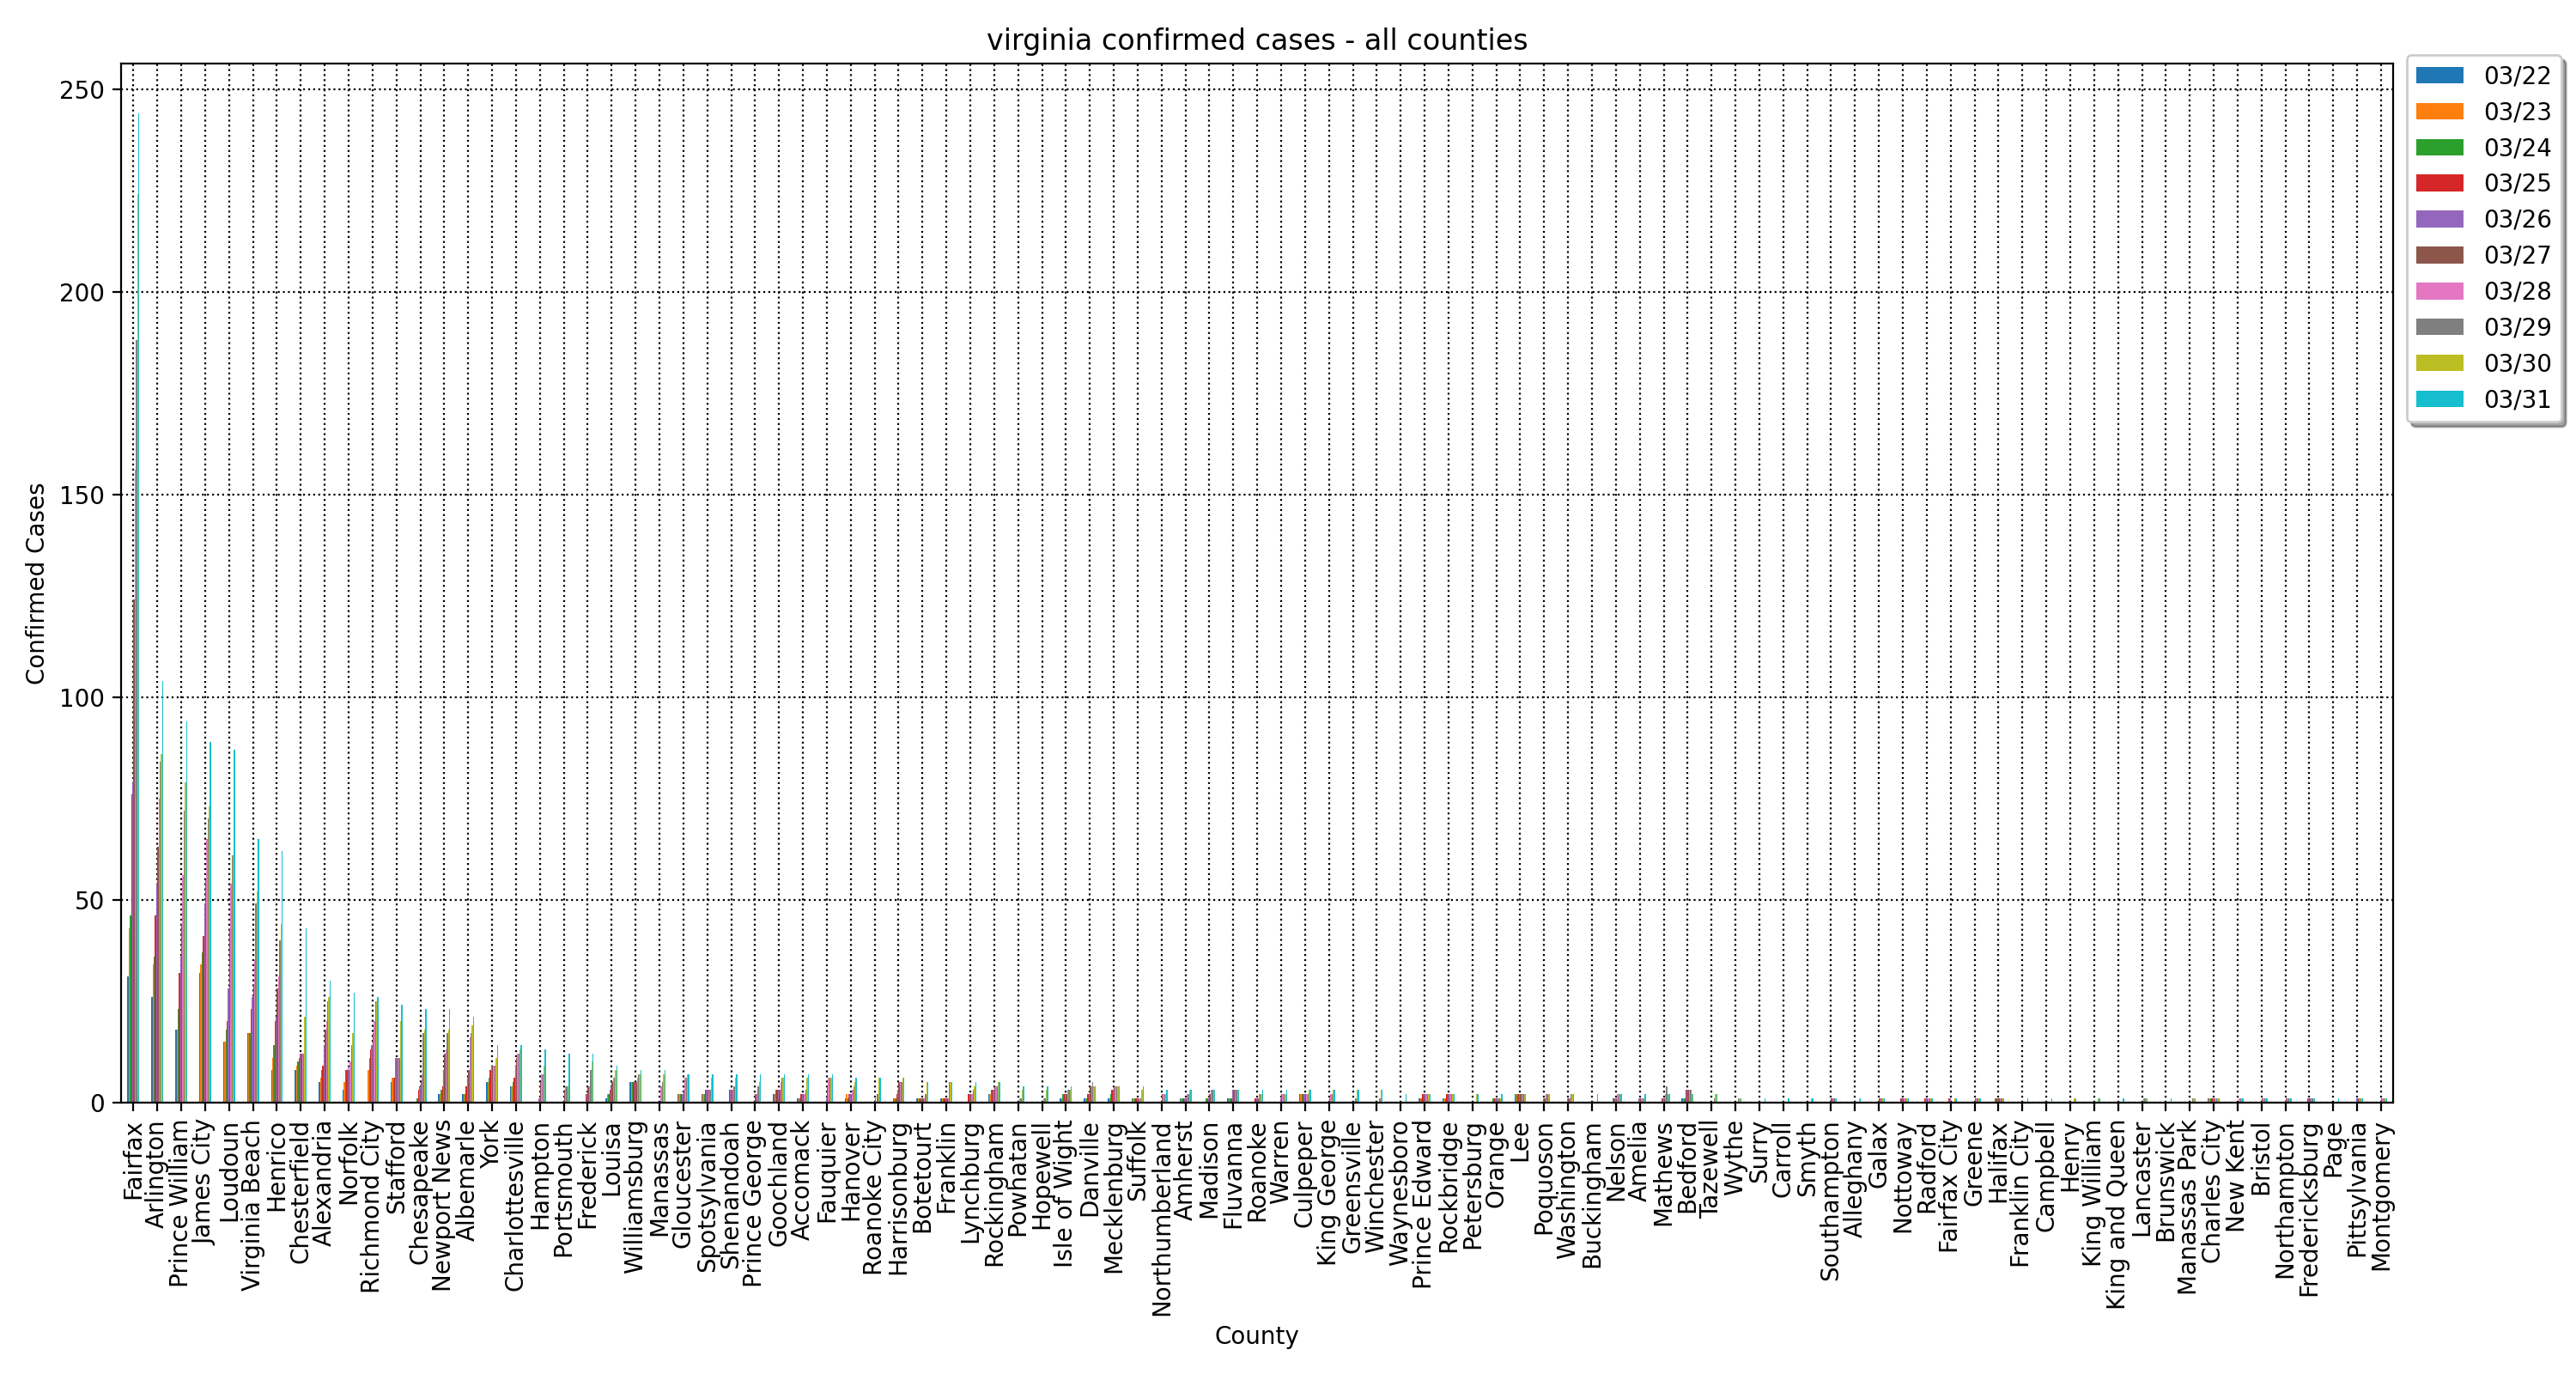 virginia confirmed cases - all counties
Confirmed Cases
250
200
150
100
50
0
03/22
03/23
03/24
03/25
03/26
03/27
03/28
03/29
03/30
03/31
Fairfax
Arlington
Prince William
James City
Loudoun
Virginia Beach
Henrico
Chesterfield
Alexandria
Norfolk
Richmond City
Stafford
Chesapeake
Newport News
Albemarle
York
Charlottesville
Hampton
Portsmouth
Frederick
Louisa
Williamsburg
Manassas
Gloucester
Spotsylvania
Shenandoah
Prince George
Goochland
Accomack
Fauquier
Hanover
Roanoke City
Harrisonburg
Botetourt
Franklin
Lynchburg
Rockingham
Powhatan
Hopewell
Isle of Wight
Danville
Mecklenburg
Suffolk
Northumberland
Amherst
Madison
Fluvanna
Roanoke
Warren
Culpeper
King George
Greensville
Winchester
Waynesboro
Prince Edward
Rockbridge
Petersburg
Orange
Lee
Poquoson
Washington
Buckingham
Nelson
Amelia
Mathews
Bedford
Tazewell
Wythe
Surry
Carroll
Smyth
Southampton
Alleghany
Galax
Nottoway
Radford
Fairfax City
Greene
Halifax
Franklin City
Campbell
Henry
King William
King and Queen
Lancaster
Brunswick
Manassas Park
Charles City
New Kent
Bristol
Northampton
Fredericksburg
Page
Pittsylvania
Montgomery
County